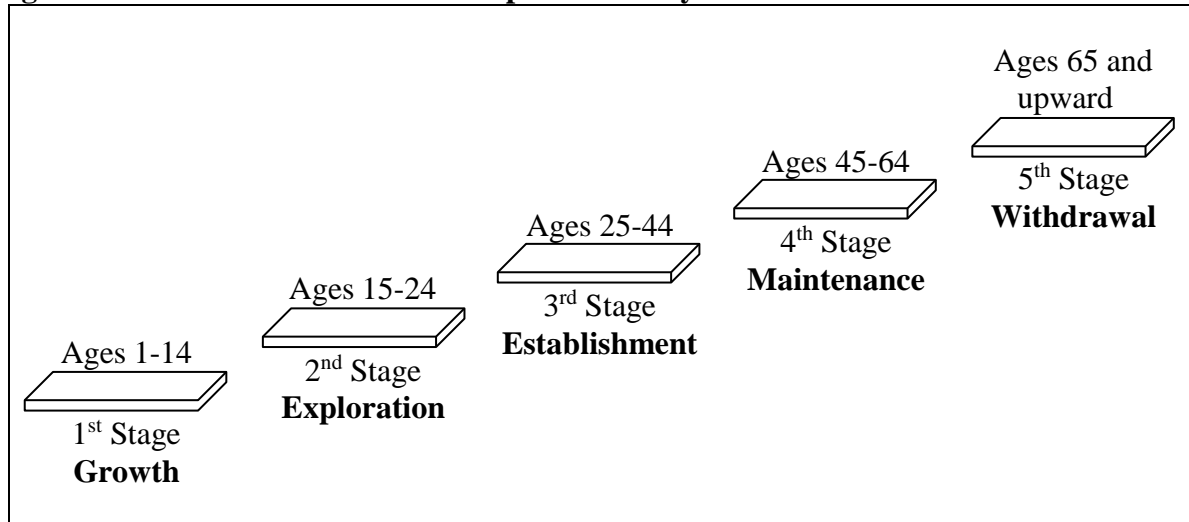 Ages 1-14
1st Stage
Growth
Ages 15-24
2nd Stage
Exploration
Ages 25-44
3rd Stage
Establishment
Ages 45-64
4th Stage
Maintenance
Ages 65 and
upward
5th Stage
Withdrawal